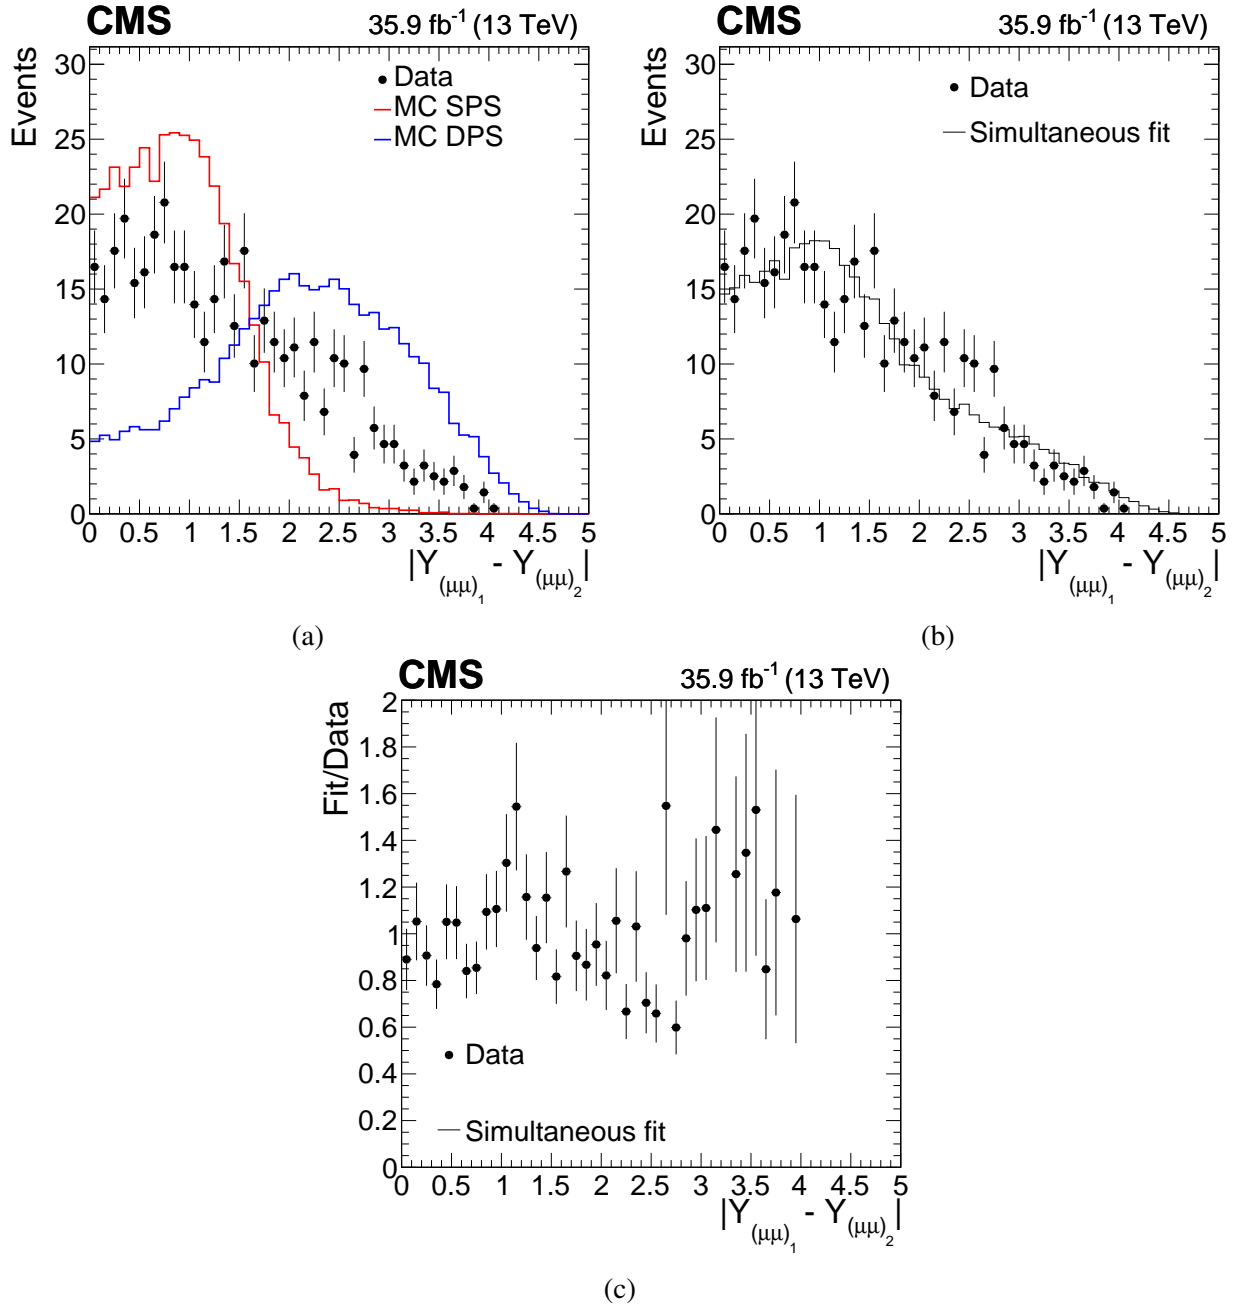 CMS 35.9 fb⁻¹ (13 TeV)
Events
30
25
20
15
10
5
0
Data
MC SPS
MC DPS
0 0.5 1 1.5 2 2.5 3 3.5 4 4.5 5
|Y(μμ)₁ - Y(μμ)₂|
(a)
CMS 35.9 fb⁻¹ (13 TeV)
Events
30
25
20
15
10
5
0
Data
Simultaneous fit
0 0.5 1 1.5 2 2.5 3 3.5 4 4.5 5
|Y(μμ)₁ - Y(μμ)₂|
(b)
CMS 35.9 fb⁻¹ (13 TeV)
Fit/Data
2
1.8
1.6
1.4
1.2
1
0.8
0.6
0.4
0.2
0
Data
Simultaneous fit
0 0.5 1 1.5 2 2.5 3 3.5 4 4.5 5
|Y(μμ)₁ - Y(μμ)₂|
(c)